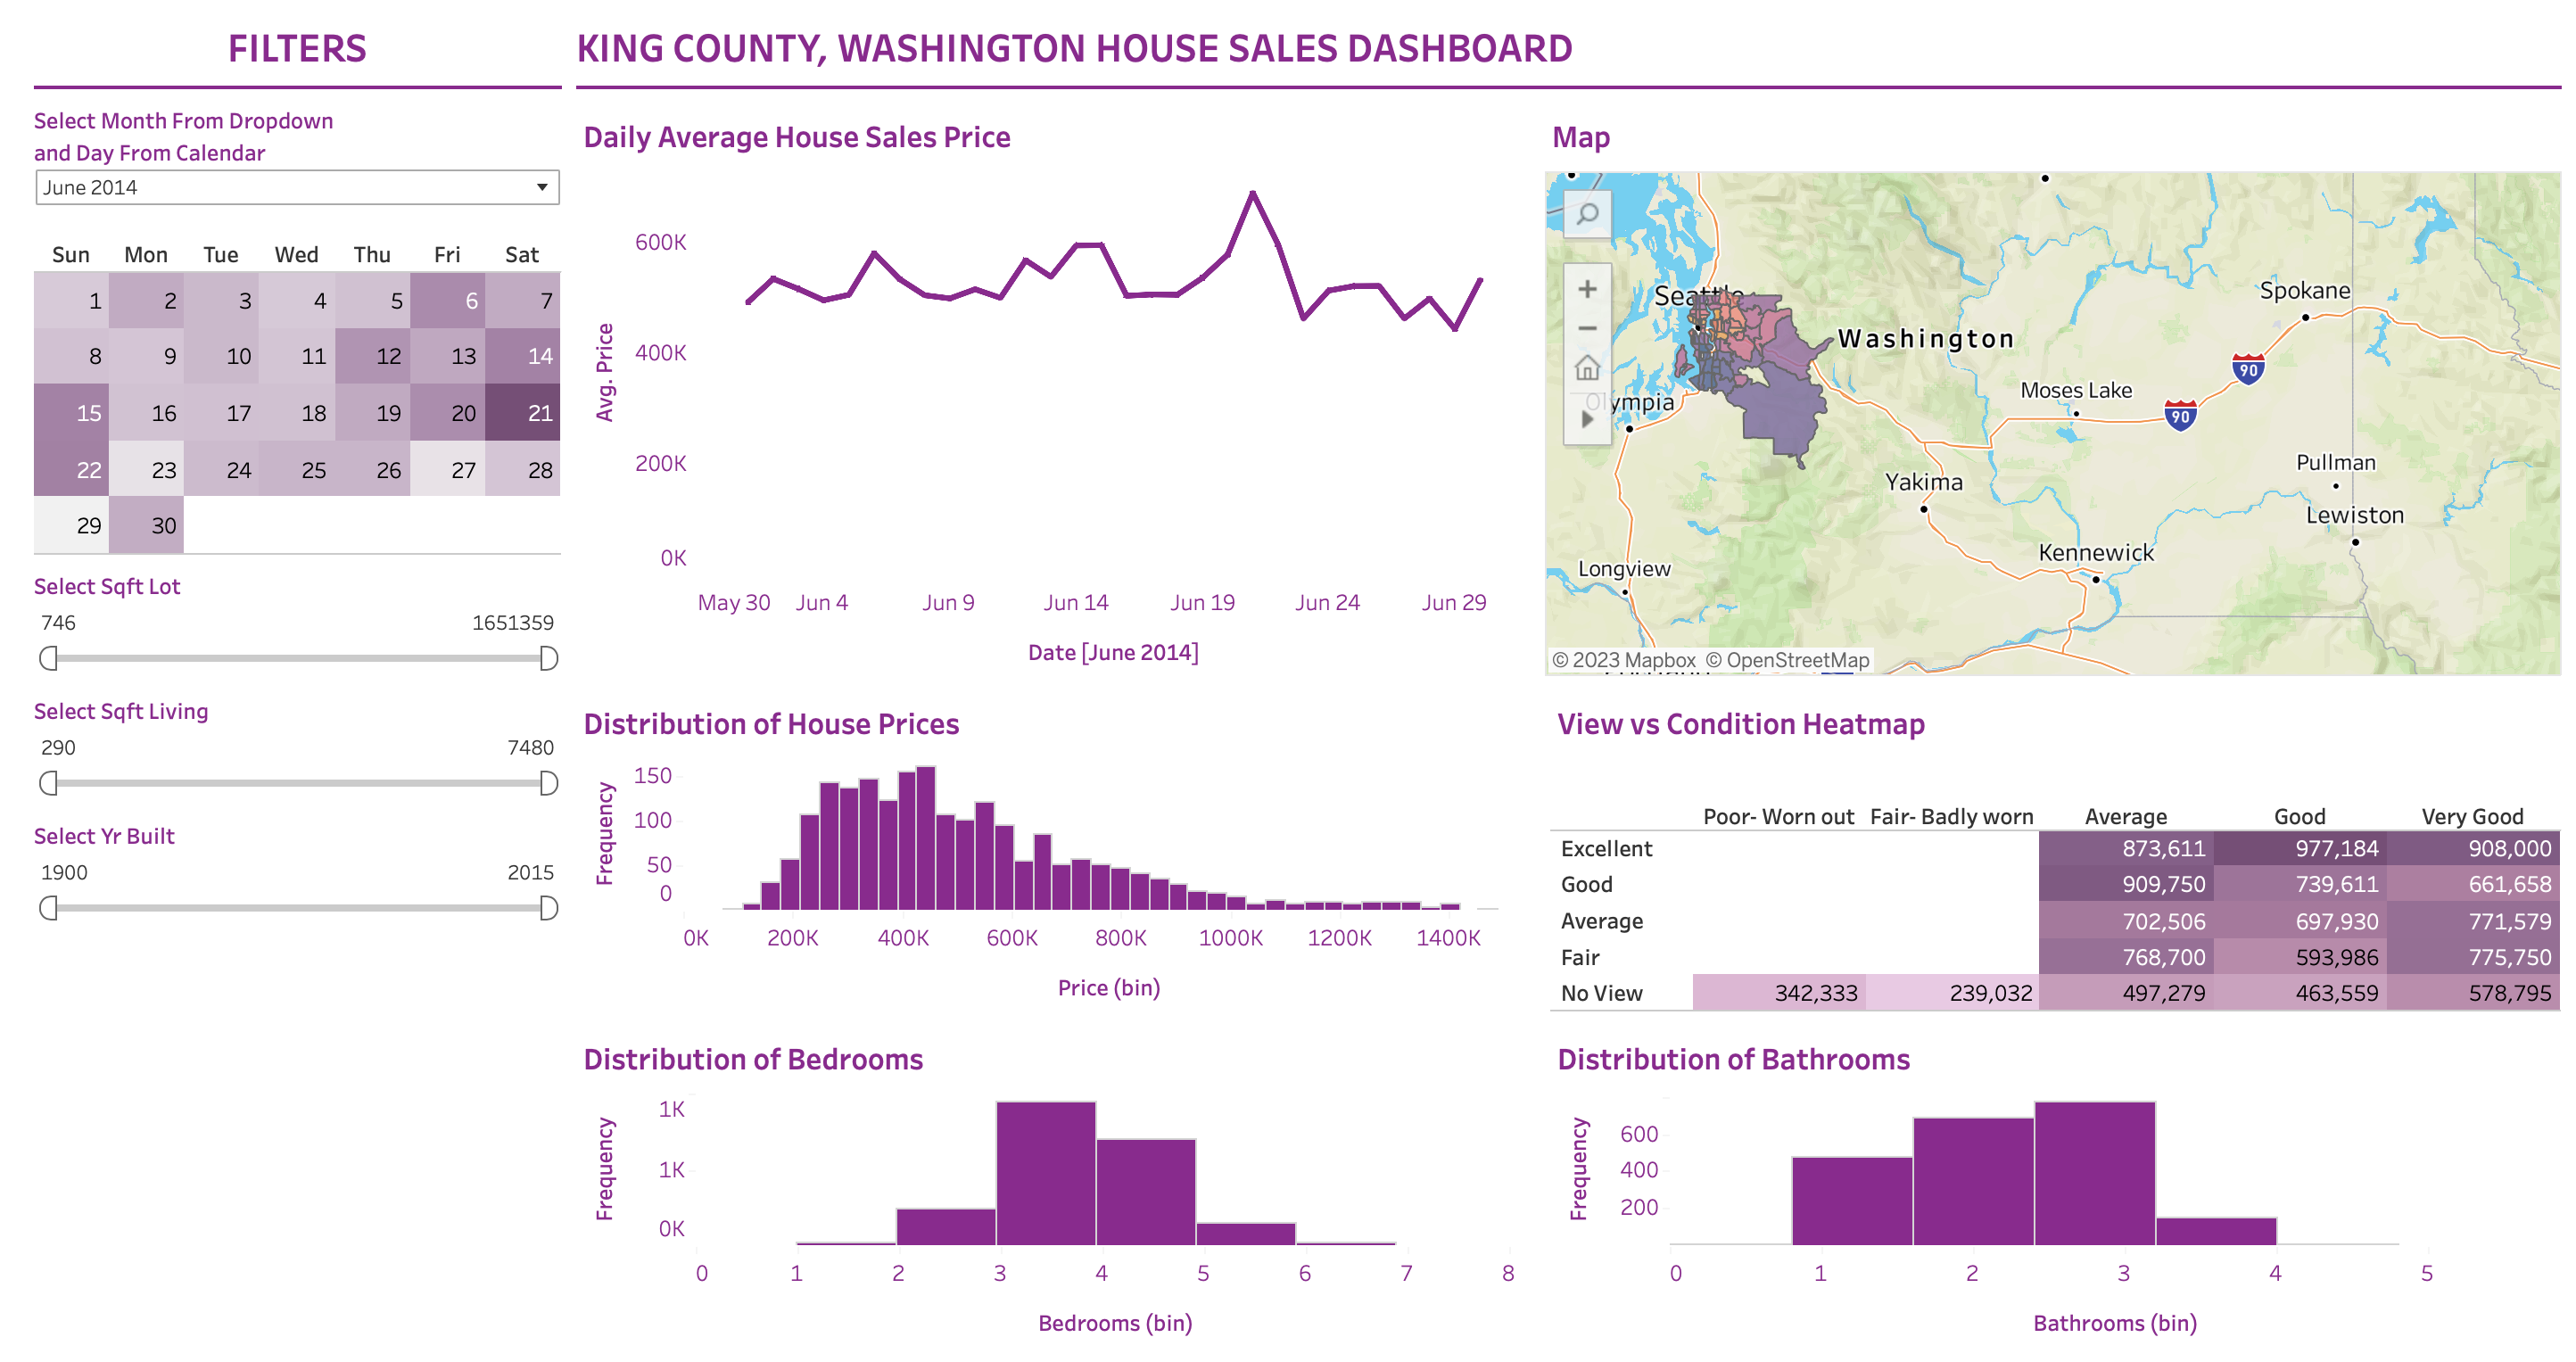 FILTERS
KING COUNTY, WASHINGTON HOUSE SALES DASHBOARD
Select Month From Dropdown
and Day From Calendar
June 2014
Sun Mon Tue Wed Thu Fri Sat
1 2 3 4 5 6 7
8 9 10 11 12 13 14
15 16 17 18 19 20 21
22 23 24 25 26 27 28
29 30
Select Sqft Lot
746 1651359
Select Sqft Living
290 7480
Select Yr Built
1900 2015
Daily Average House Sales Price
Avg. Price
600K
400K
200K
0K
May 30 Jun 4 Jun 9 Jun 14 Jun 19 Jun 24 Jun 29
Date [June 2014]
Map
Seattle
Spokane
Washington
90
Moses Lake
90
Olympia
Pullman
Yakima
Lewiston
Kennewick
Longview
© 2023 Mapbox © OpenStreetMap
Distribution of House Prices
Frequency
150
100
50
0
0K 200K 400K 600K 800K 1000K 1200K 1400K
Price (bin)
View vs Condition Heatmap
Poor- Worn out Fair- Badly worn Average Good Very Good
Excellent 873,611 977,184 908,000
Good 909,750 739,611 661,658
Average 702,506 697,930 771,579
Fair 768,700 593,986 775,750
No View 342,333 239,032 497,279 463,559 578,795
Distribution of Bedrooms
Frequency
1K
1K
0K
0 1 2 3 4 5 6 7 8
Bedrooms (bin)
Distribution of Bathrooms
Frequency
600
400
200
0 1 2 3 4 5
Bathrooms (bin)